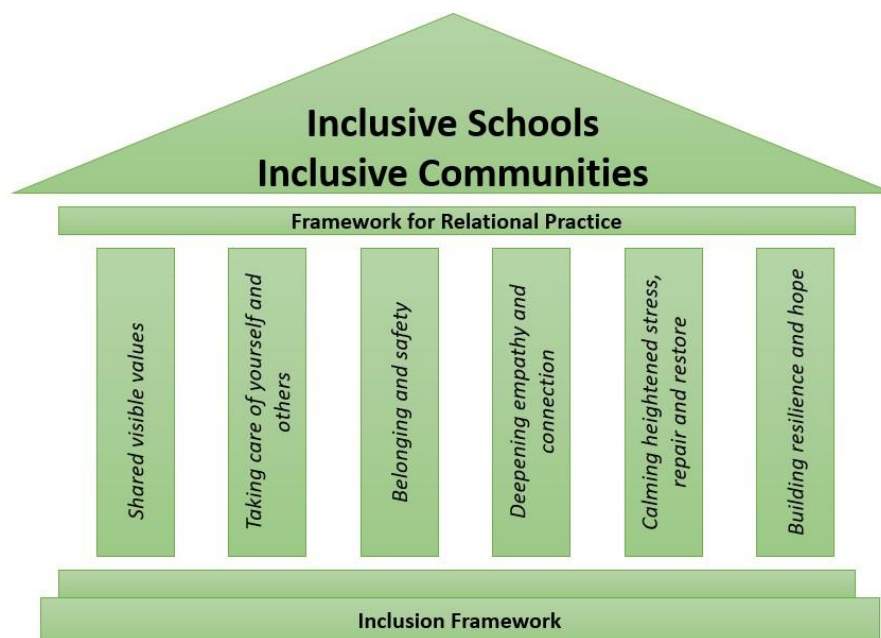 Inclusive Schools
Inclusive Communities
Framework for Relational Practice
Shared visible values
Taking care of yourself and
others
Belonging and safety
Deepening empathy and
connection
Calming heightened stress,
repair and restore
Building resilience and hope
Inclusion Framework